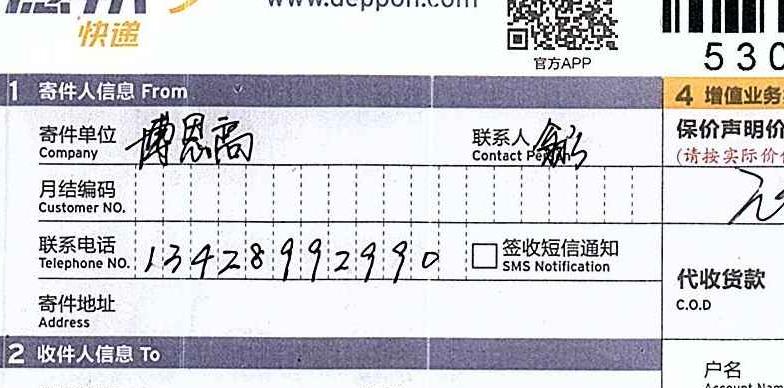 快递
www.deppon.com
官方APP
530
1 寄件人信息 From
4 增值业务
寄件单位 博恩高
Company
联系人
Contact Person
保价声明价
(请按实际价
月结编码
Customer NO.
联系电话 13428992990
Telephone NO.
签收短信通知
SMS Notification
代收货款
C.O.D
寄件地址
Address
2 收件人信息 To
户名
Account Name